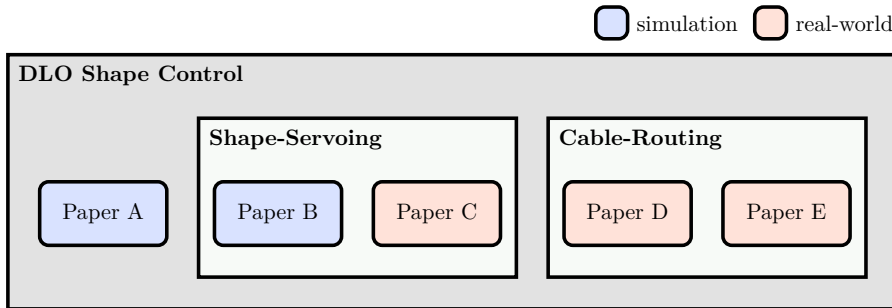 simulation real-world
DLO Shape Control
Shape-Servoing Cable-Routing
Paper A Paper B Paper C Paper D Paper E